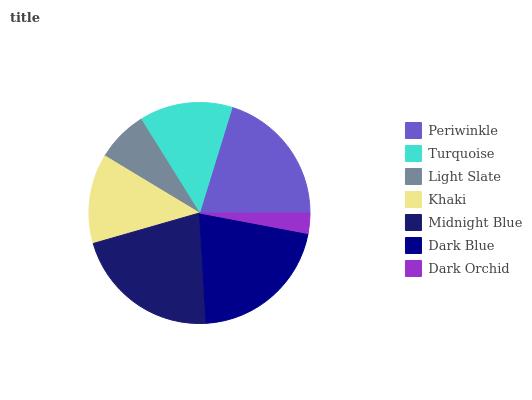 title
Periwinkle
Turquoise
Light Slate
Khaki
Midnight Blue
Dark Blue
Dark Orchid